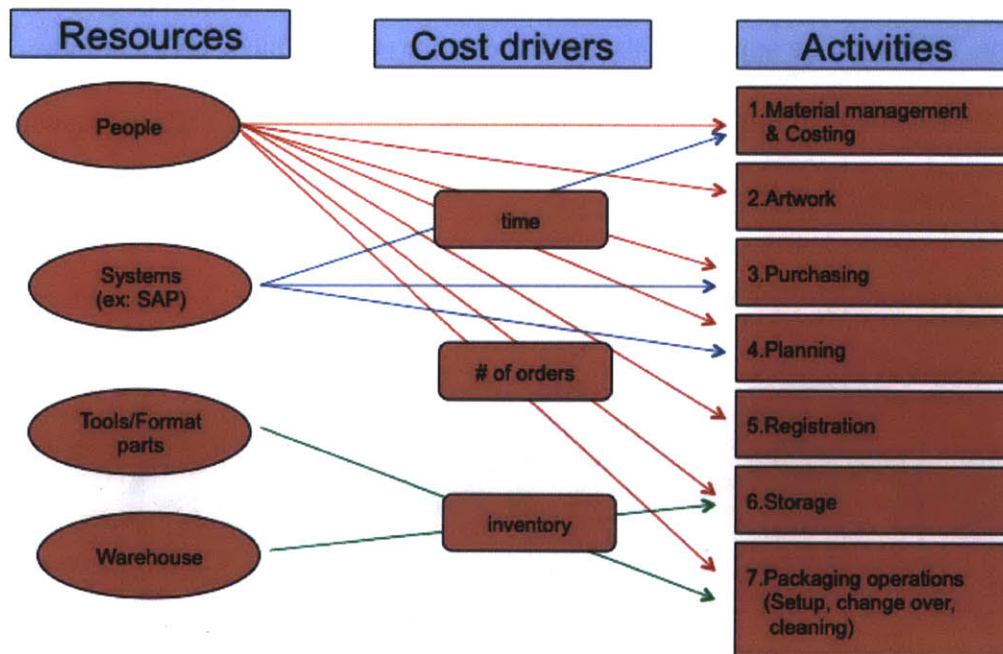 Resources
Cost drivers
Activities
People
Systems
(ex: SAP)
Tools/Format
parts
Warehouse
time
# of orders
inventory
1.Material management
& Costing
2.Artwork
3.Purchasing
4.Planning
5.Registration
6.Storage
7.Packaging operations
(Setup, change over,
cleaning)